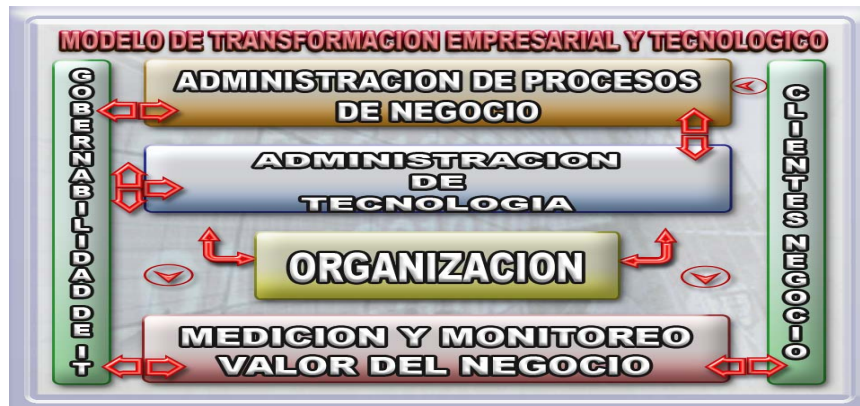 MODELO DE TRANSFORMACION EMPRESARIAL Y TECNOLOGICO
GOBERNABILIDAD DE IT
ADMINISTRACION DE PROCESOS
DE NEGOCIO
ADMINISTRACION
DE
TECNOLOGIA
ORGANIZACION
MEDICION Y MONITOREO
VALOR DEL NEGOCIO
CLIENTES NEGOCIO